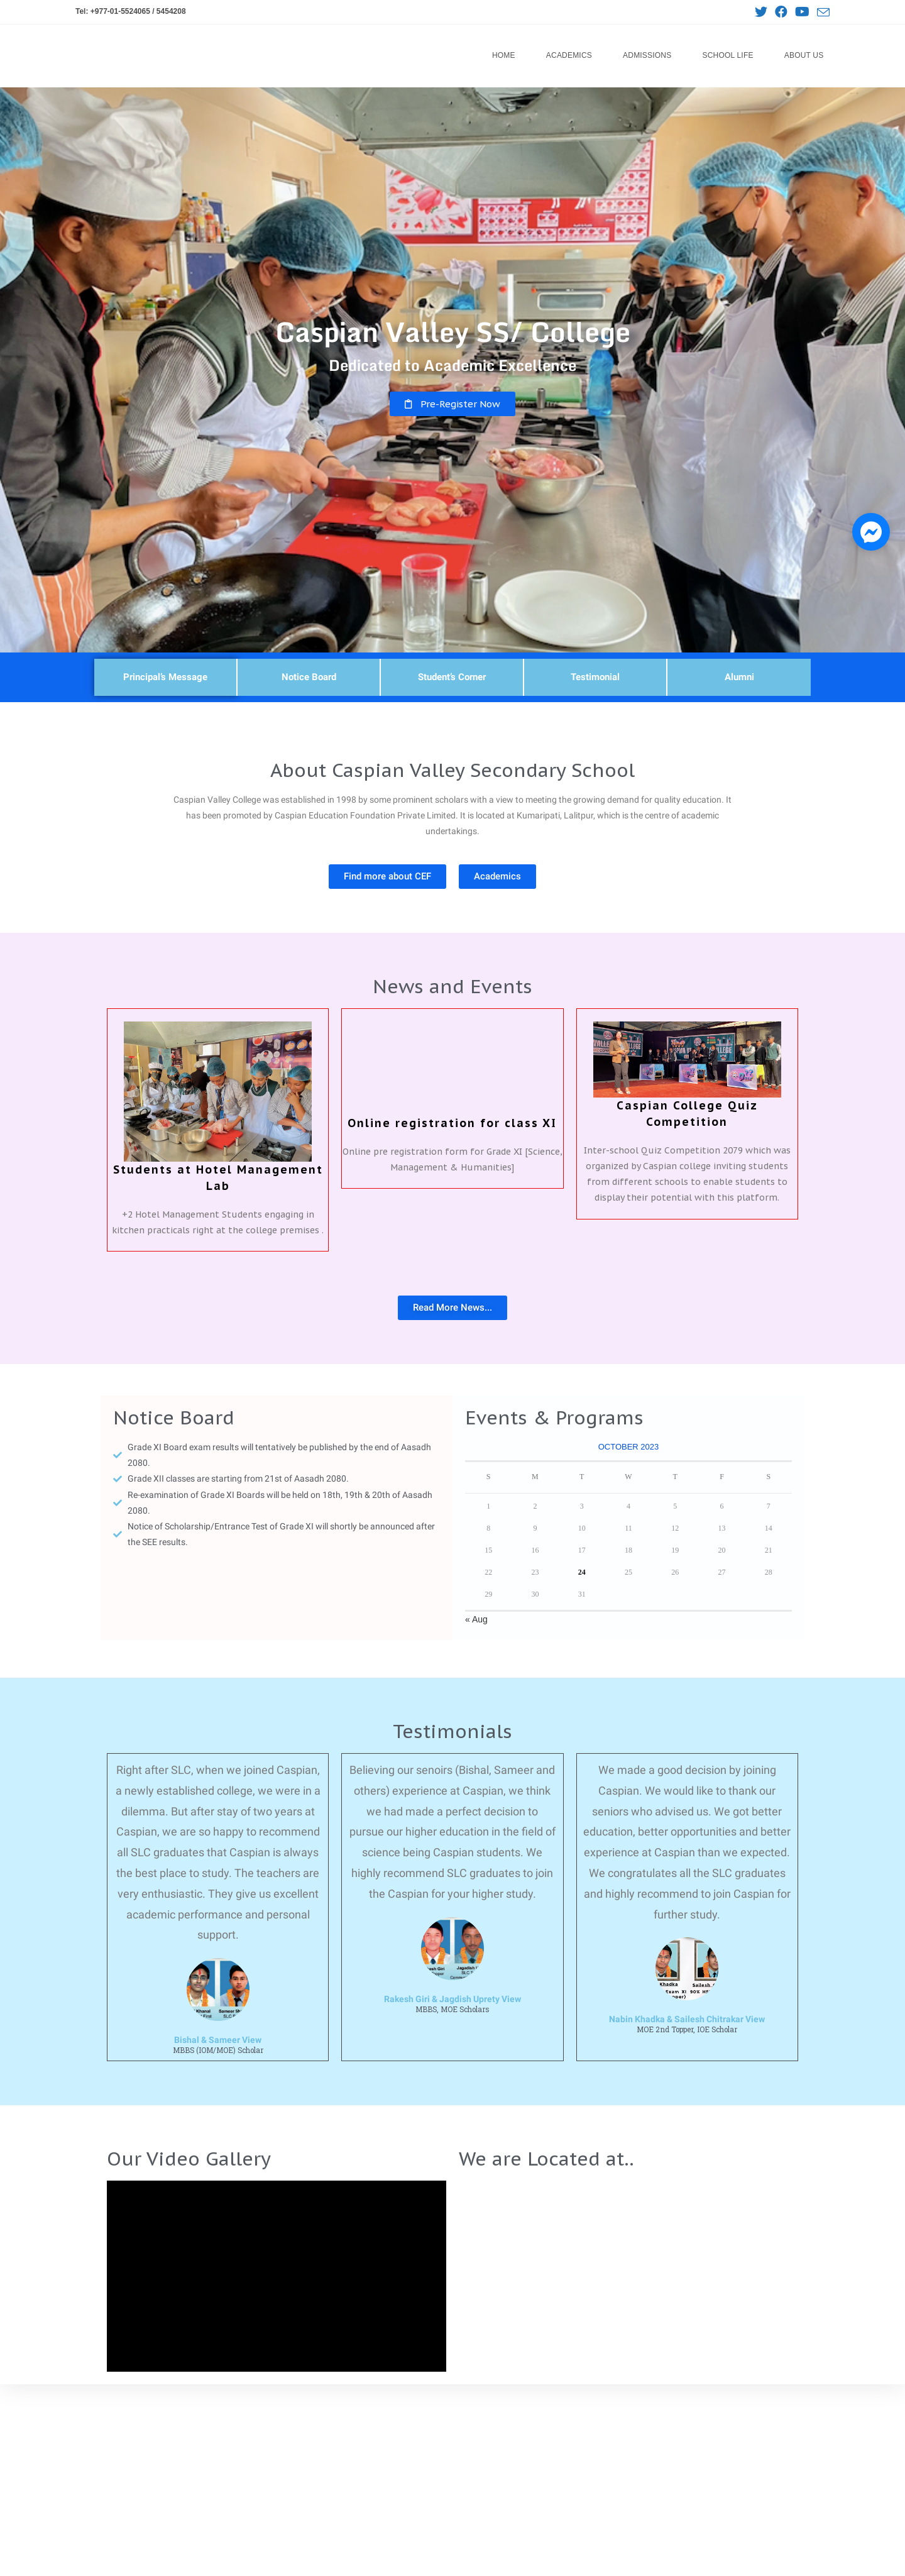 Tel: +977-01-5524065 / 5454208
HOME
ACADEMICS
ADMISSIONS
SCHOOL LIFE
ABOUT US
Caspian Valley SS/ College
Dedicated to Academic Excellence
Pre-Register Now
Principal's Message
Notice Board
Student's Corner
Testimonial
Alumni
About Caspian Valley Secondary School
Caspian Valley College was established in 1998 by some prominent scholars with a view to meeting the growing demand for quality education. It
has been promoted by Caspian Education Foundation Private Limited. It is located at Kumaripati, Lalitpur, which is the centre of academic
undertakings.
Find more about CEF
Academics
News and Events
Students at Hotel Management
Lab
+2 Hotel Management Students engaging in
kitchen practicals right at the college premises .
Online registration for class XI
Online pre registration form for Grade XI [Science,
Management & Humanities]
Caspian College Quiz
Competition
Inter-school Quiz Competition 2079 which was
organized by Caspian college inviting students
from different schools to enable students to
display their potential with this platform.
Read More News...
Notice Board
Grade XI Board exam results will tentatively be published by the end of Aasadh
2080.
Grade XII classes are starting from 21st of Aasadh 2080.
Re-examination of Grade XI Boards will be held on 18th, 19th & 20th of Aasadh
2080.
Notice of Scholarship/Entrance Test of Grade XI will shortly be announced after
the SEE results.
Events & Programs
OCTOBER 2023
S M T W T F S
1 2 3 4 5 6 7
8 9 10 11 12 13 14
15 16 17 18 19 20 21
22 23 24 25 26 27 28
29 30 31
« Aug
Testimonials
Right after SLC, when we joined Caspian,
a newly established college, we were in a
dilemma. But after stay of two years at
Caspian, we are so happy to recommend
all SLC graduates that Caspian is always
the best place to study. The teachers are
very enthusiastic. They give us excellent
academic performance and personal
support.
Bishal & Sameer View
MBBS (IOM/MOE) Scholar
Believing our senoirs (Bishal, Sameer and
others) experience at Caspian, we think
we had made a perfect decision to
pursue our higher education in the field of
science being Caspian students. We
highly recommend SLC graduates to join
the Caspian for your higher study.
Rakesh Giri & Jagdish Uprety View
MBBS, MOE Scholars
We made a good decision by joining
Caspian. We would like to thank our
seniors who advised us. We got better
education, better opportunities and better
experience at Caspian than we expected.
We congratulates all the SLC graduates
and highly recommend to join Caspian for
further study.
Nabin Khadka & Sailesh Chitrakar View
MOE 2nd Topper, IOE Scholar
Our Video Gallery
We are Located at..